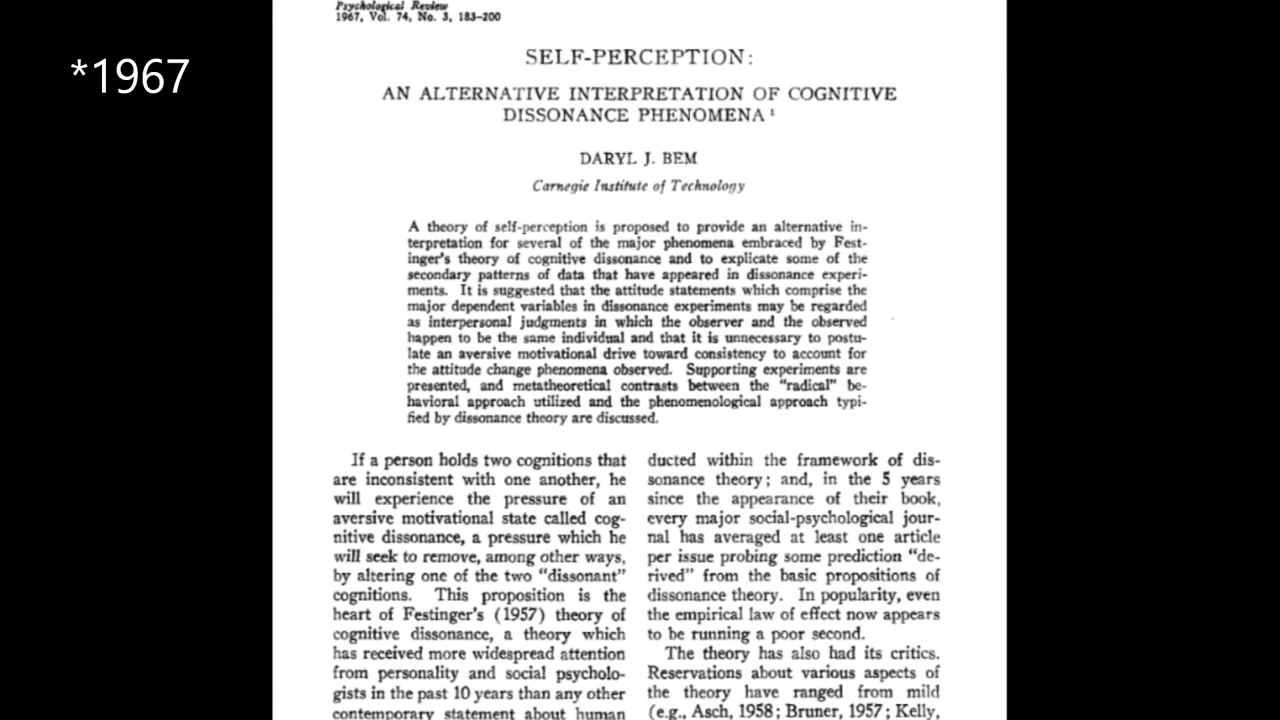 Psychological Review
1967, Vol. 74, No. 3, 183-200
*1967
SELF-PERCEPTION:
AN ALTERNATIVE INTERPRETATION OF COGNITIVE
DISSONANCE PHENOMENA ¹
DARYL J. BEM
Carnegie Institute of Technology
A theory of self-perception is proposed to provide an alternative in-
terpretation for several of the major phenomena embraced by Fest-
inger's theory of cognitive dissonance and to explicate some of the
secondary patterns of data that have appeared in dissonance experi-
ments. It is suggested that the attitude statements which comprise the
major dependent variables in dissonance experiments may be regarded
as interpersonal judgments in which the observer and the observed
happen to be the same individual and that it is unnecessary to postu-
late an aversive motivational drive toward consistency to account for
the attitude change phenomena observed. Supporting experiments are
presented, and metatheoretical contrasts between the "radical" be-
havioral approach utilized and the phenomenological approach typi-
fied by dissonance theory are discussed.
If a person holds two cognitions that
are inconsistent with one another, he
will experience the pressure of an
aversive motivational state called cog-
nitive dissonance, a pressure which he
will seek to remove, among other ways,
by altering one of the two "dissonant"
cognitions. This proposition is the
heart of Festinger's (1957) theory of
cognitive dissonance, a theory which
has received more widespread attention
from personality and social psycholo-
gists in the past 10 years than any other
contemporary statement about human
ducted within the framework of dis-
sonance theory; and, in the 5 years
since the appearance of their book,
every major social-psychological jour-
nal has averaged at least one article
per issue probing some prediction "de-
rived" from the basic propositions of
dissonance theory. In popularity, even
the empirical law of effect now appears
to be running a poor second.
The theory has also had its critics.
Reservations about various aspects of
the theory have ranged from mild
(e.g., Asch, 1958; Bruner, 1957; Kelly,